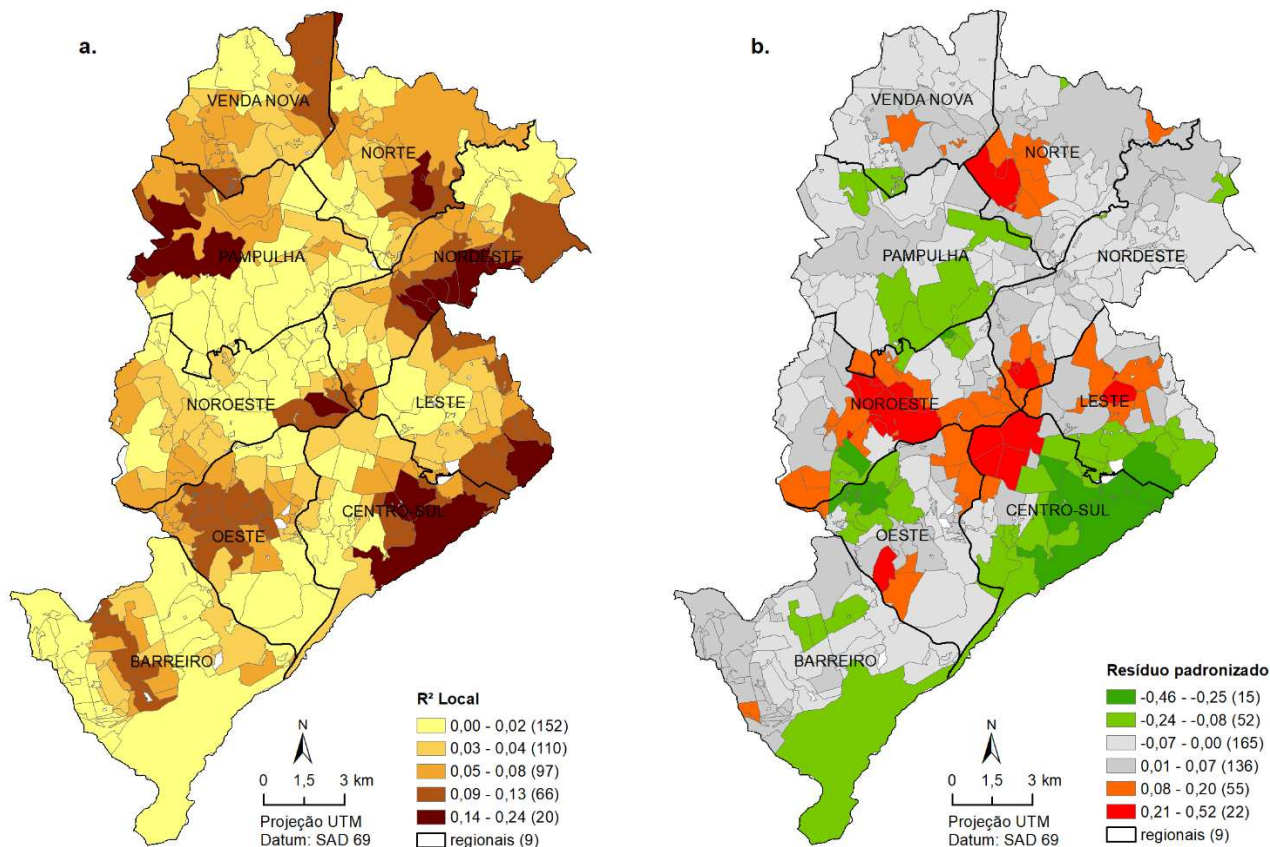 a.
VENDA NOVA
NORTE
PAMPULHA
NORDESTE
NOROESTE
LESTE
OESTE
CENTRO-SUL
BARREIRO
R² Local
0,00 - 0,02 (152)
0,03 - 0,04 (110)
0,05 - 0,08 (97)
0,09 - 0,13 (66)
0,14 - 0,24 (20)
regionais (9)
N
0 1,5 3 km
Projeção UTM
Datum: SAD 69
b.
VENDA NOVA
NORTE
PAMPULHA
NORDESTE
NOROESTE
LESTE
CENTRO-SUL
OESTE
BARREIRO
Resíduo padronizado
-0,46 - -0,25 (15)
-0,24 - -0,08 (52)
-0,07 - 0,00 (165)
0,01 - 0,07 (136)
0,08 - 0,20 (55)
0,21 - 0,52 (22)
regionais (9)
N
0 1,5 3 km
Projeção UTM
Datum: SAD 69